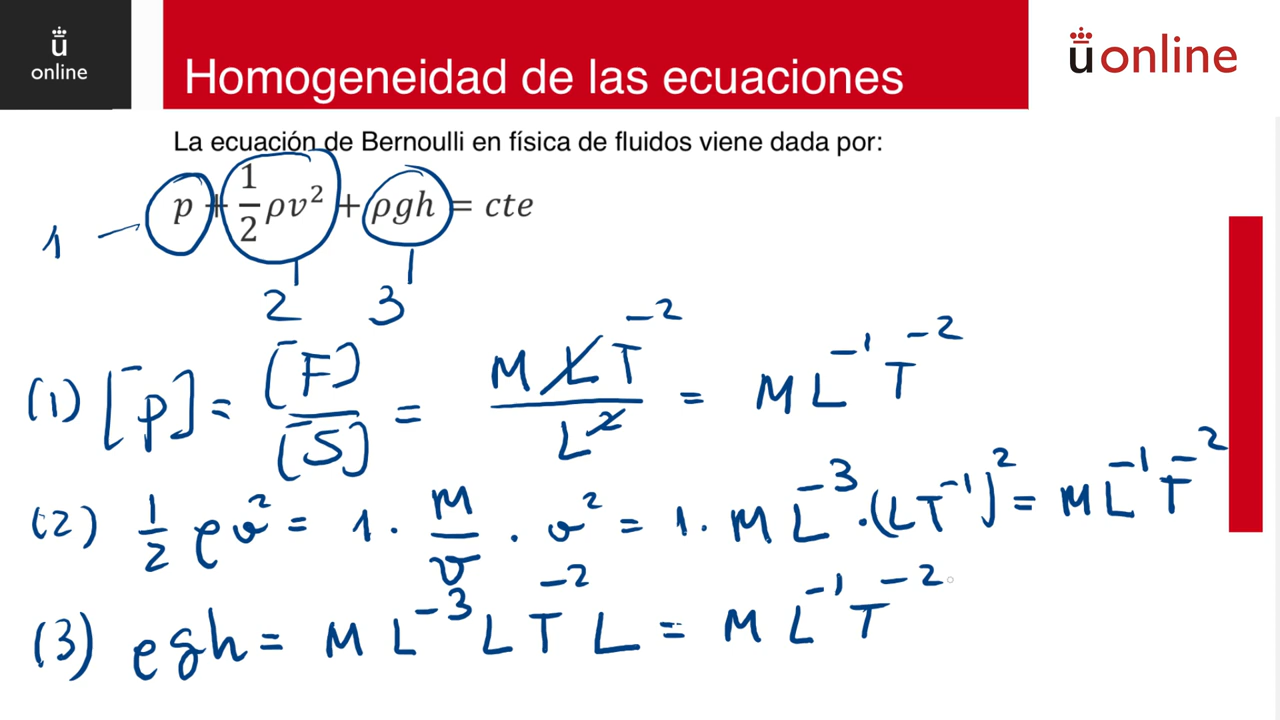 ü
online
Homogeneidad de las ecuaciones
üonline
La ecuación de Bernoulli en física de fluidos viene dada por:
p + 1/2 ρv² + ρgh = cte
1
2 3
(1) [p] = [F]/[S] = M L T⁻² / L² = M L⁻¹ T⁻²
(2) 1/2 ρ v² = 1 · M/v · v² = 1 · M L⁻³ · (L T⁻¹)² = M L⁻¹ T⁻²
(3) ρgh = M L⁻³ L T⁻² L = M L⁻¹ T⁻²